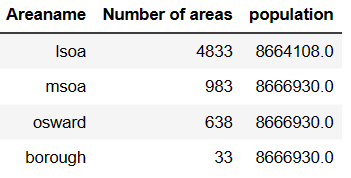 Areaname Number of areas population
lsoa 4833 8664108.0
msoa 983 8666930.0
osward 638 8666930.0
borough 33 8666930.0